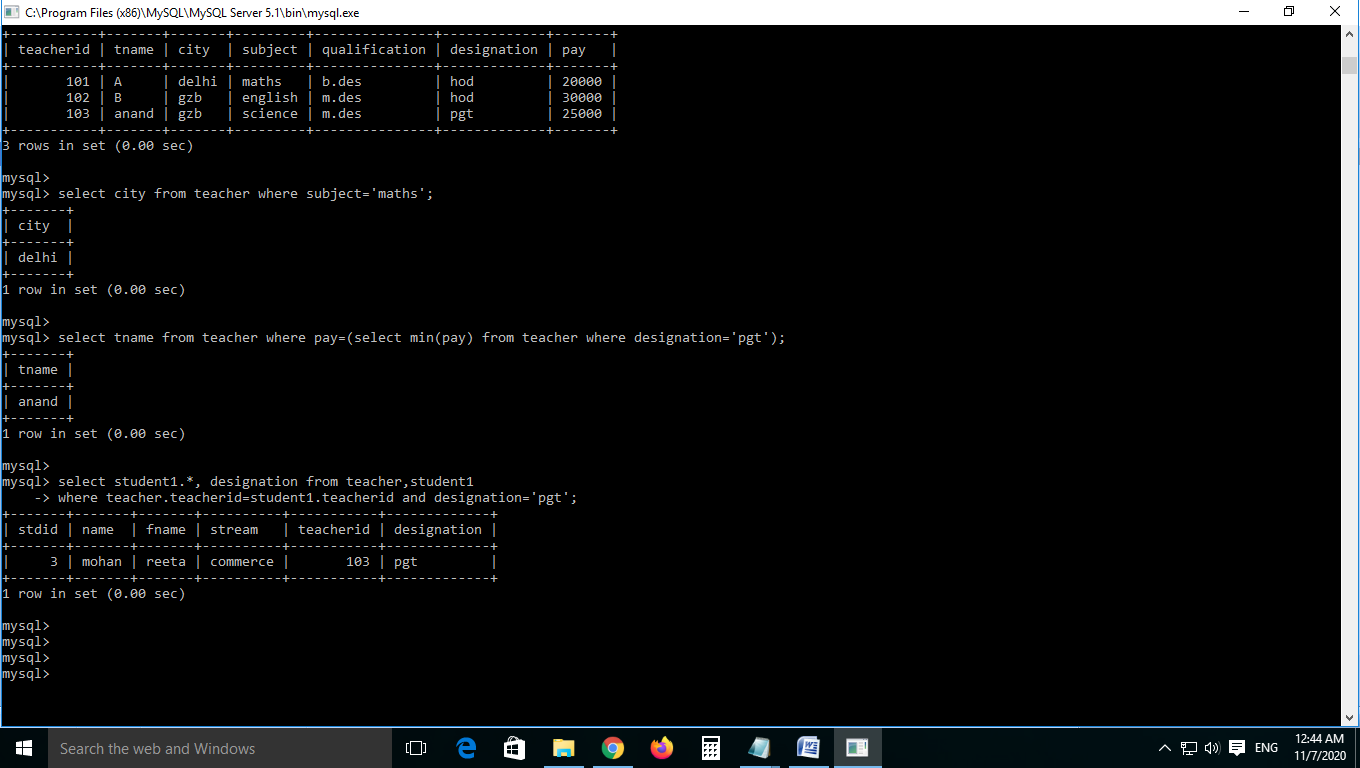 C:\Program Files (x86)\MySQL\MySQL Server 5.1\bin\mysql.exe
+-----------+-------+-------+---------+---------------+-------------+-------+
| teacherid | tname | city  | subject | qualification | designation | pay   |
+-----------+-------+-------+---------+---------------+-------------+-------+
|       101 | A     | delhi | maths   | b.des         | hod         | 20000 |
|       102 | B     | gzb   | english | m.des         | hod         | 30000 |
|       103 | anand | gzb   | science | m.des         | pgt         | 25000 |
+-----------+-------+-------+---------+---------------+-------------+-------+
3 rows in set (0.00 sec)
mysql>
mysql> select city from teacher where subject='maths';
+-------+
| city  |
+-------+
| delhi |
+-------+
1 row in set (0.00 sec)
mysql>
mysql> select tname from teacher where pay=(select min(pay) from teacher where designation='pgt');
+-------+
| tname |
+-------+
| anand |
+-------+
1 row in set (0.00 sec)
mysql>
mysql> select student1.*, designation from teacher,student1
    -> where teacher.teacherid=student1.teacherid and designation='pgt';
+-------+-------+-------+----------+-----------+-------------+
| stdid | name  | fname | stream   | teacherid | designation |
+-------+-------+-------+----------+-----------+-------------+
|     3 | mohan | reeta | commerce |       103 | pgt         |
+-------+-------+-------+----------+-----------+-------------+
1 row in set (0.00 sec)
mysql>
mysql>
mysql>
mysql>
Search the web and Windows
ENG
12:44 AM
11/7/2020